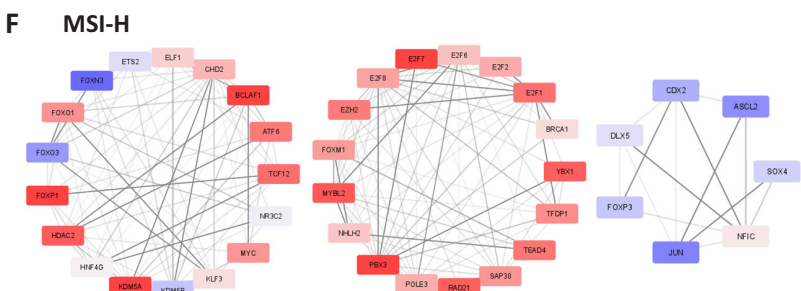 F MSI-H
ETS2
ELF1
CHD2
FOXN3
BCLAF1
FOXO1
ATF6
FOXO3
TCF12
FOXP1
NR3C2
HDAC2
MYC
HNF4G
KLF3
KDM5A
KDM5B
E2F7
E2F6
E2F2
E2F8
E2F1
EZH2
BRCA1
FOXM1
YBX1
MYBL2
TFDP1
NHLH2
TEAD4
PBX3
SAP30
POLE3
RAD21
CDX2
ASCL2
DLX5
SOX4
FOXP3
NFIC
JUN